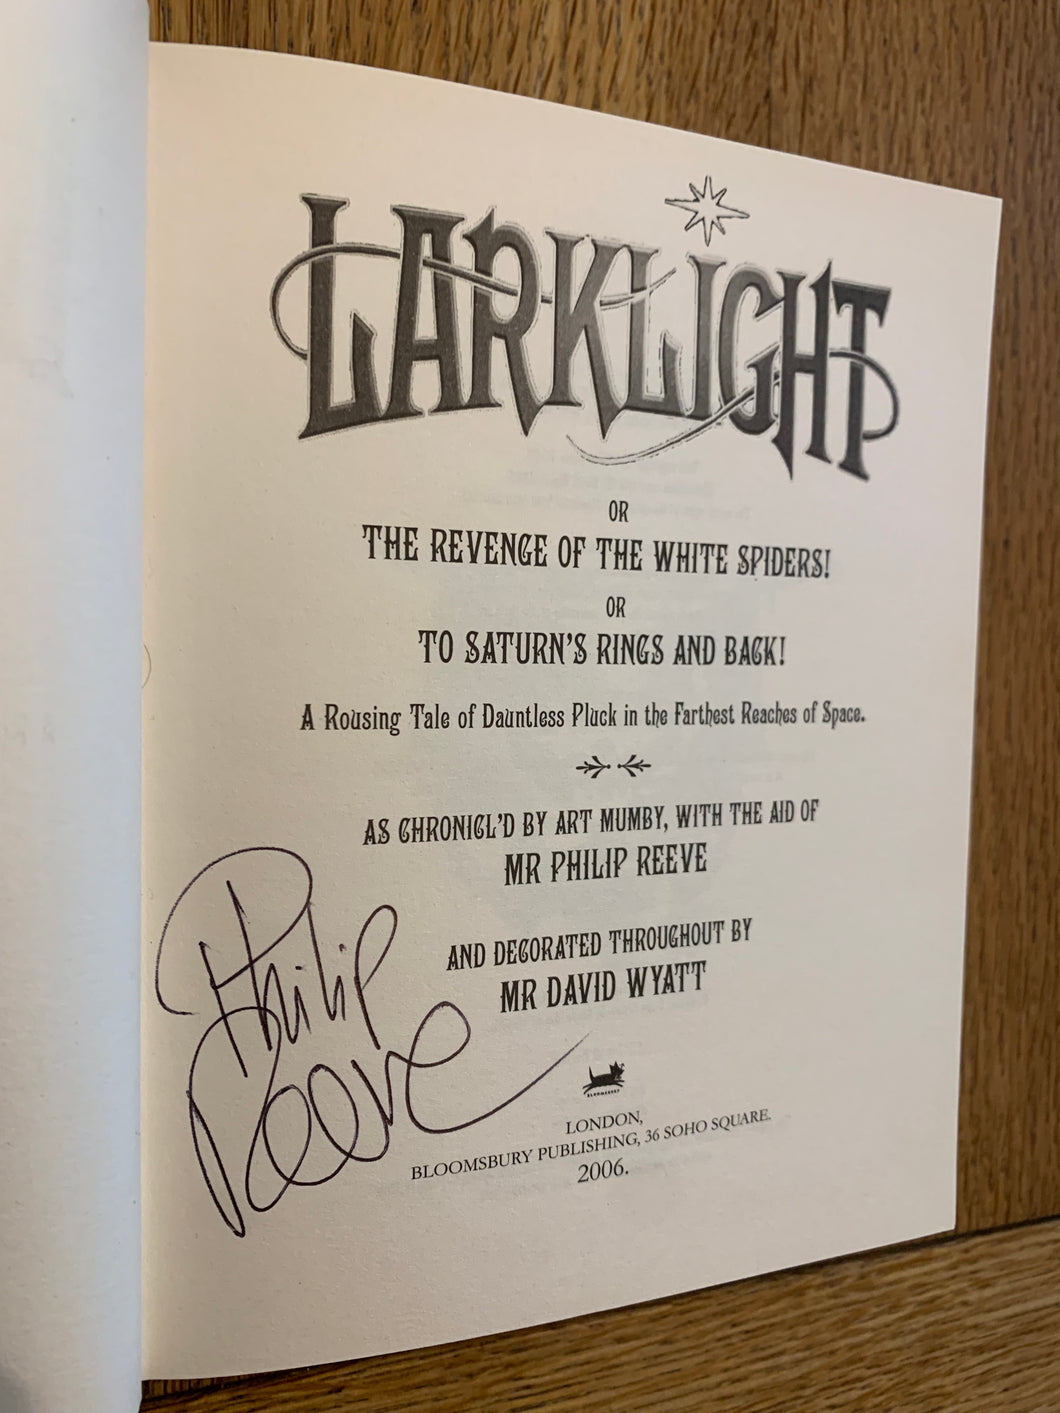 LARKLIGHT
OR
THE REVENGE OF THE WHITE SPIDERS!
OR
TO SATURN'S RINGS AND BACK!
A Rousing Tale of Dauntless Pluck in the Farthest Reaches of Space.
AS CHRONICL'D BY ART MUMBY, WITH THE AID OF
MR PHILIP REEVE
AND DECORATED THROUGHOUT BY
MR DAVID WYATT
Philip
Reeve
BLOOMSBURY
LONDON,
BLOOMSBURY PUBLISHING, 36 SOHO SQUARE.
2006.